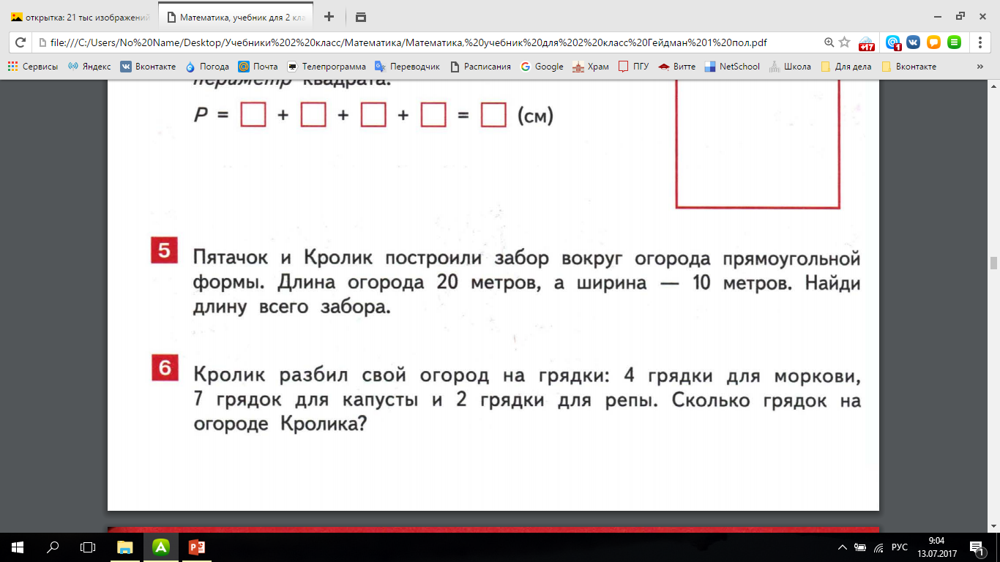 открытка: 21 тыс изображений
Математика, учебник для 2 кла
file:///C:/Users/No%20Name/Desktop/Учебники%202%20класс/Математика/Математика,%20учебник%20для%202%20класс%20Гейдман%201%20пол.pdf
+17
1
Сервисы Яндекс Вконтакте Погода Почта Телепрограмма Переводчик Расписания Google Храм ПГУ Витте NetSchool Школа Для дела Вконтакте »
периметр квадрата.
P = □ + □ + □ + □ = □ (см)
5 Пятачок и Кролик построили забор вокруг огорода прямоугольной
формы. Длина огорода 20 метров, а ширина — 10 метров. Найди
длину всего забора.
6 Кролик разбил свой огород на грядки: 4 грядки для моркови,
7 грядок для капусты и 2 грядки для репы. Сколько грядок на
огороде Кролика?
РУС
9:04
13.07.2017
1